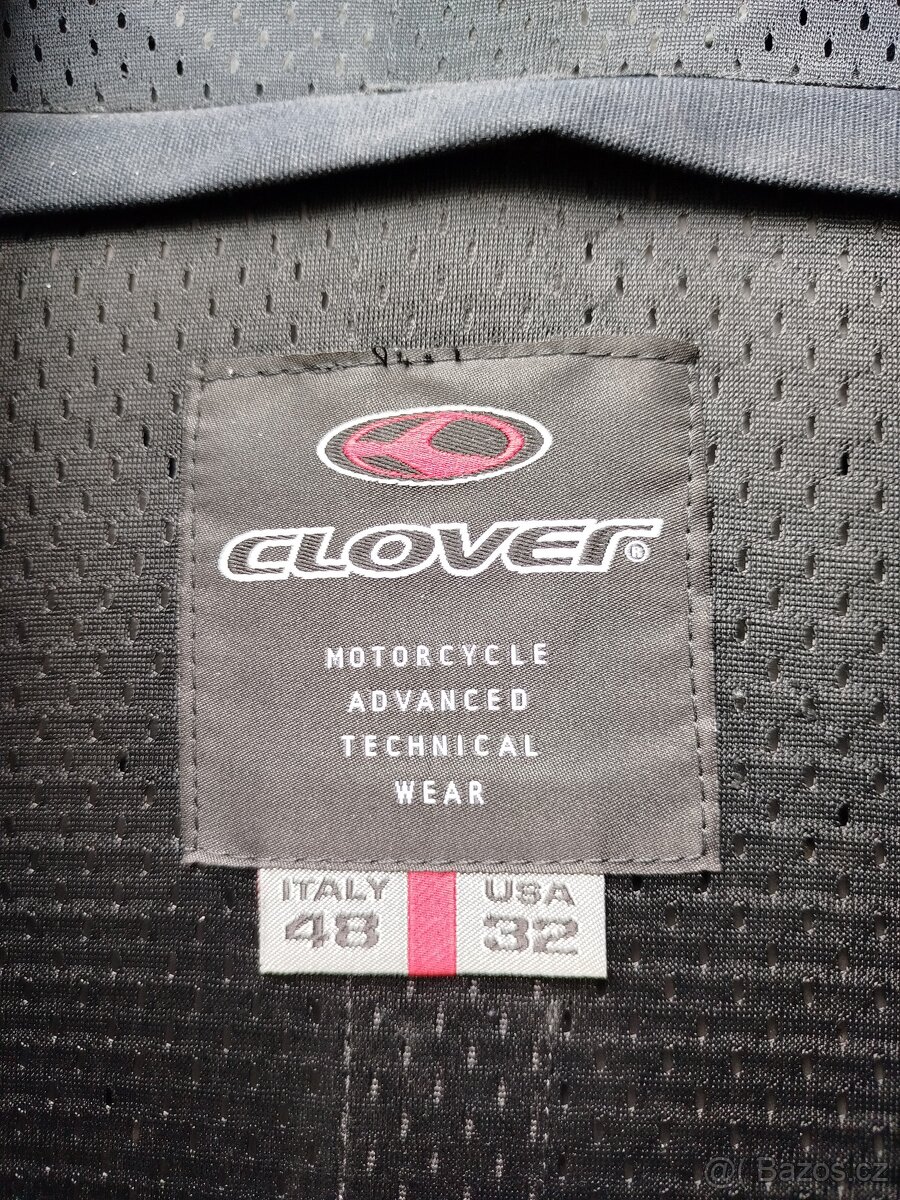 CLOVER®
MOTORCYCLE
ADVANCED
TECHNICAL
WEAR
ITALY USA
48 32
@( Bazos.cz